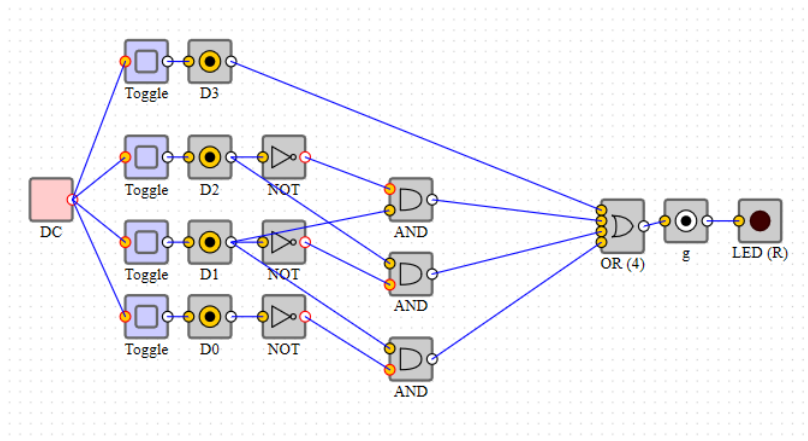 Toggle D3
Toggle D2 NOT
AND
DC
OR (4) g LED (R)
Toggle D1 NOT
AND
Toggle D0 NOT
AND